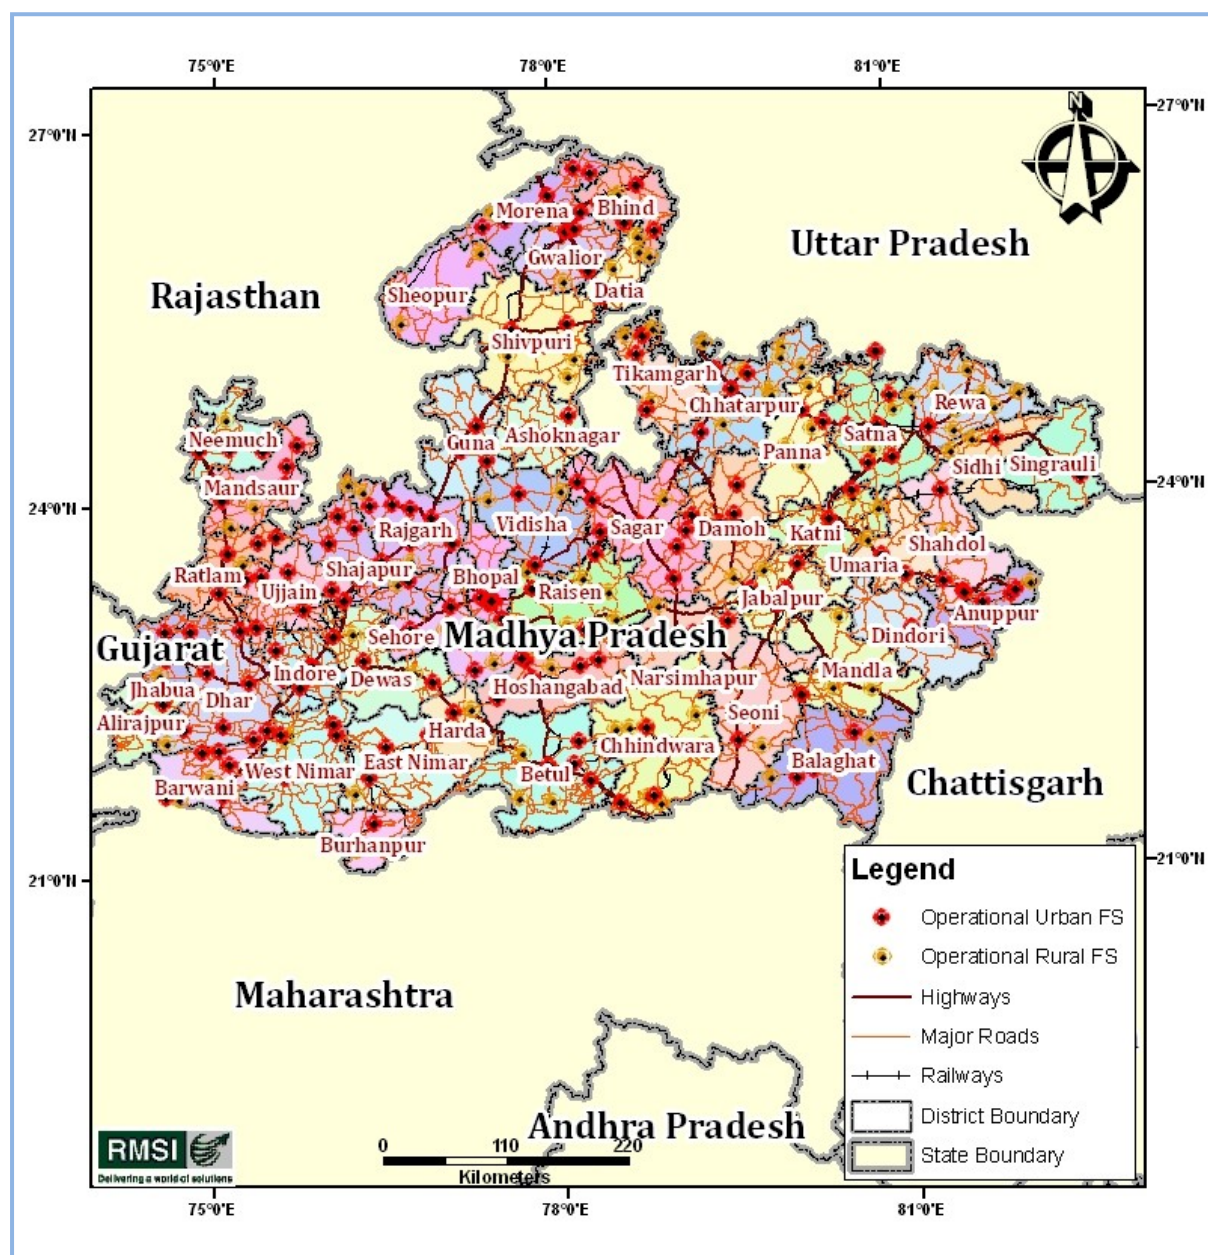 75°0'E 78°0'E 81°0'E
27°0'N 27°0'N
N
Uttar Pradesh
Rajasthan
Morena
Bhind
Gwalior
Sheopur
Datia
Shivpuri
Tikamgarh
Chhatarpur
Rewa
Neemuch
Guna
Ashoknagar
Satna
Panna
Sidhi
Singrauli
Mandsaur
24°0'N 24°0'N
Rajgarh
Vidisha
Sagar
Damoh
Katni
Shahdol
Ratlam
Shajapur
Bhopal
Umaria
Ujjain
Raisen
Jabalpur
Anuppur
Sehore
Madhya Pradesh
Dindori
Gujarat
Indore
Dewas
Narsimhapur
Mandla
Jhabua
Dhar
Hoshangabad
Alirajpur
Harda
Seoni
Chhindwara
East Nimar
West Nimar
Betul
Balaghat
Barwani
Chattisgarh
Burhanpur
21°0'N 21°0'N
Legend
Operational Urban FS
Operational Rural FS
Highways
Major Roads
Railways
District Boundary
State Boundary
Maharashtra
Andhra Pradesh
RMSI
Delivering a world of solutions
0 110 220
Kilometers
75°0'E 78°0'E 81°0'E